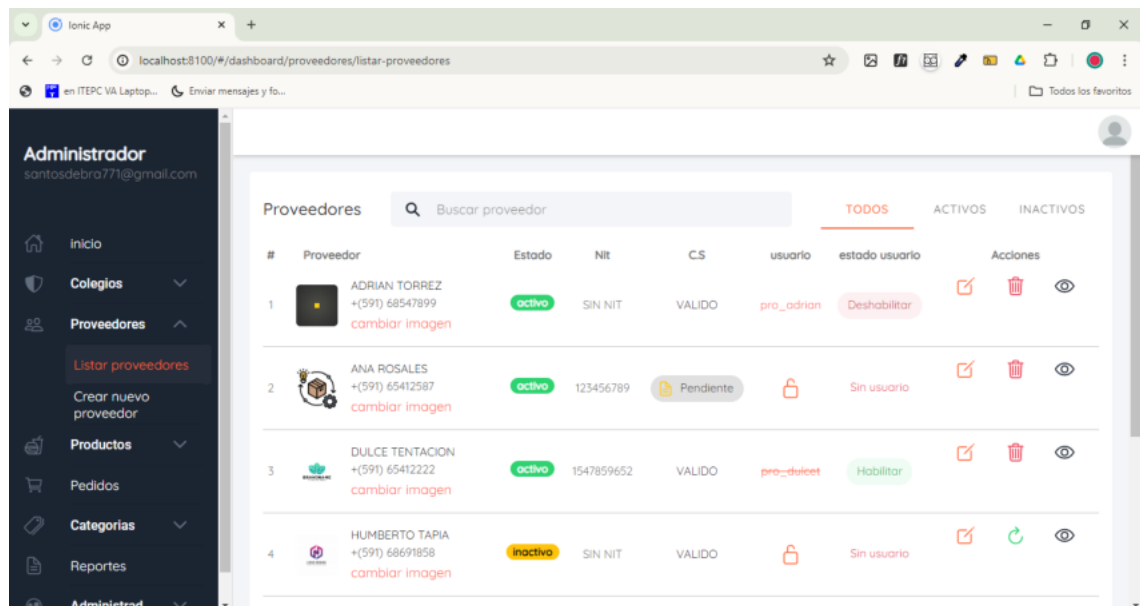 Ionic App
localhost:8100/#/dashboard/proveedores/listar-proveedores
en ITEPC VA Laptop... Enviar mensajes y fo... Todos los favoritos
Administrador
santosdebra771@gmail.com
inicio
Colegios
Proveedores
Listar proveedores
Crear nuevo
proveedor
Productos
Pedidos
Categorias
Reportes
Administrad
Proveedores Buscar proveedor TODOS ACTIVOS INACTIVOS
# Proveedor Estado Nit C.S usuario estado usuario Acciones
ADRIAN TORREZ
1 +(591) 68547899 activo SIN NIT VALIDO pro_adrian Deshabilitar
cambiar imagen
ANA ROSALES
2 +(591) 65412587 activo 123456789 Pendiente Sin usuario
cambiar imagen
DULCE TENTACION
3 +(591) 65412222 activo 1547859652 VALIDO pro_dulcet Habilitar
cambiar imagen
HUMBERTO TAPIA
4 +(591) 68691858 inactivo SIN NIT VALIDO Sin usuario
cambiar imagen